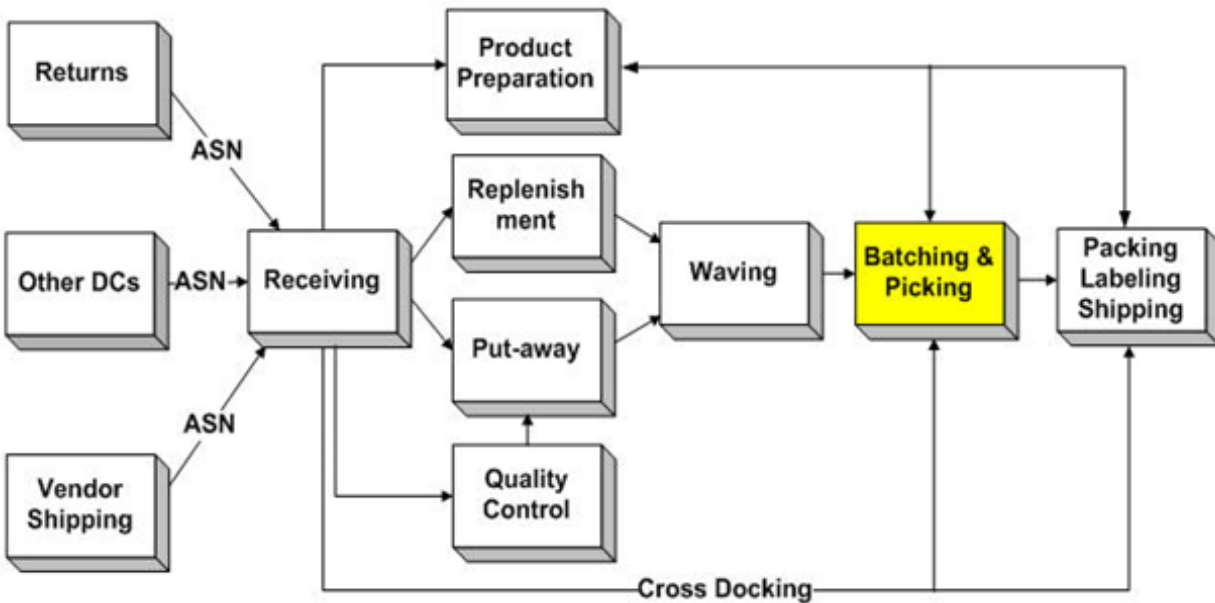 Returns
ASN
Other DCs
ASN
Vendor
Shipping
ASN
Receiving
Product
Preparation
Replenish
ment
Put-away
Quality
Control
Waving
Batching &
Picking
Packing
Labeling
Shipping
Cross Docking